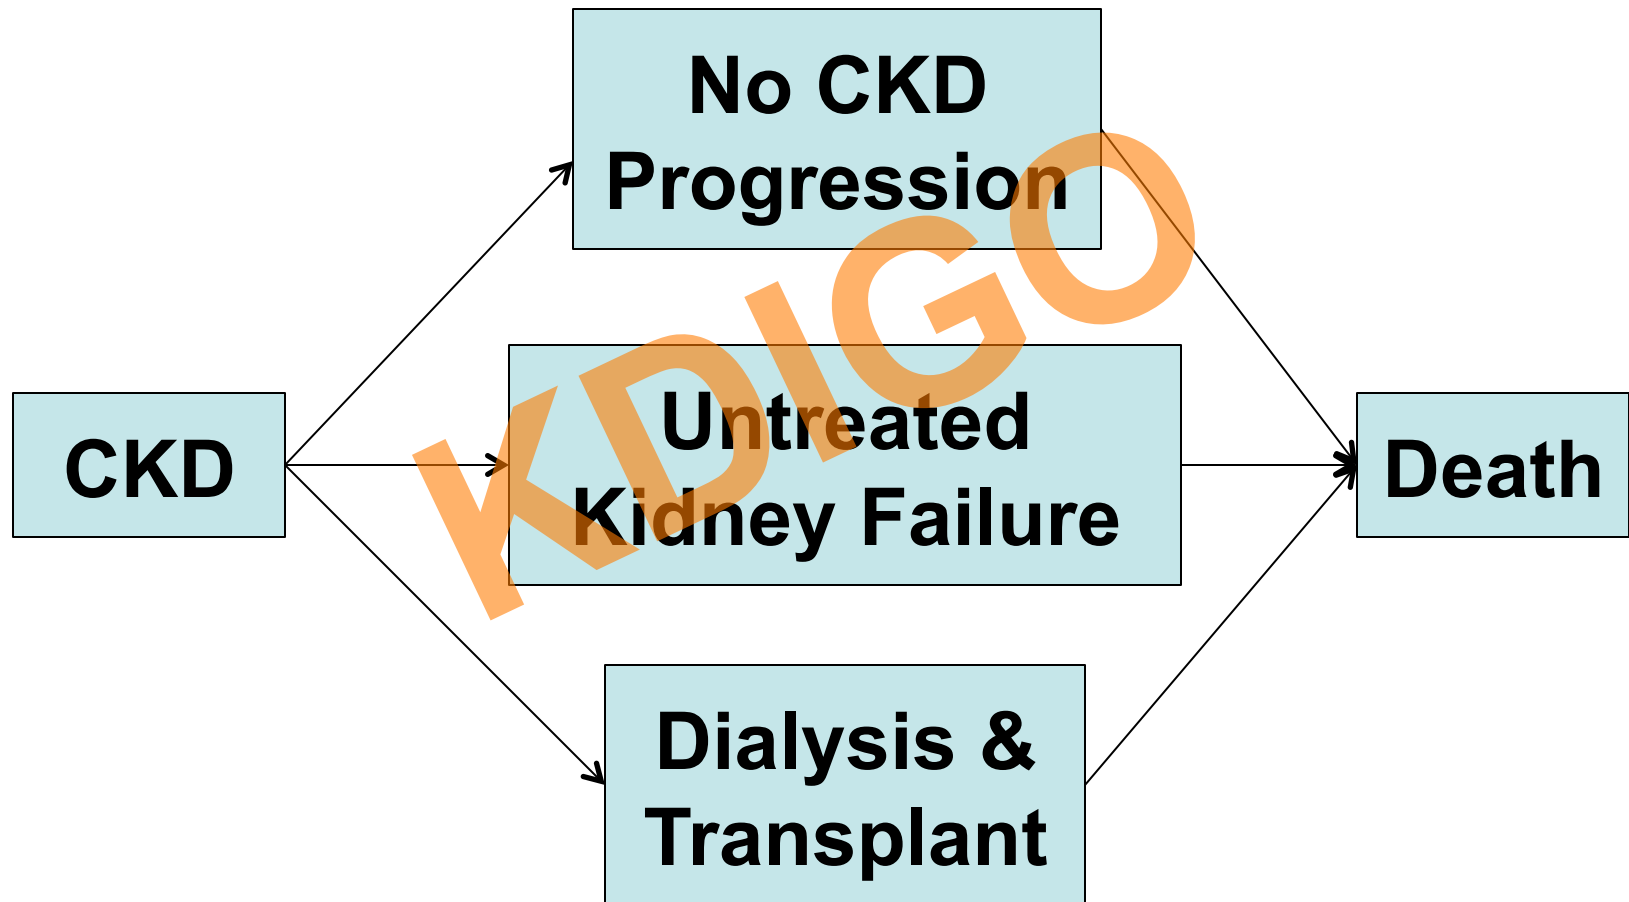 No CKD
Progression
CKD
Untreated
Kidney Failure
Death
Dialysis &
Transplant
KDIGO